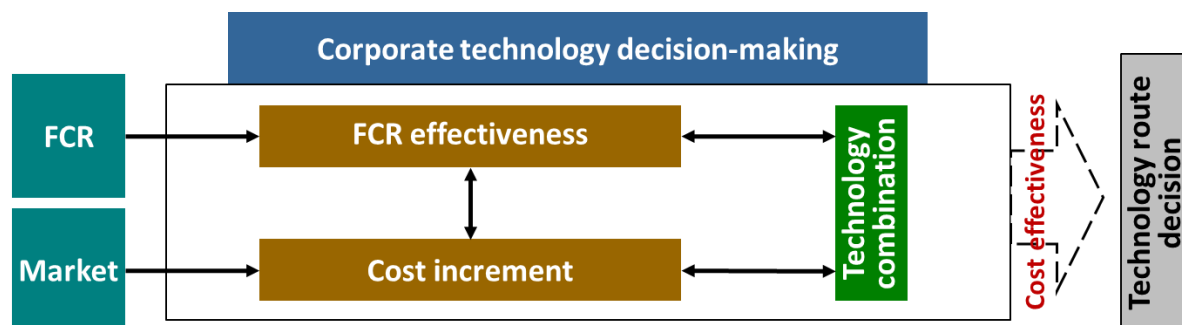 Corporate technology decision-making
FCR
FCR effectiveness
Market
Cost increment
Technology
combination
Cost effectiveness
Technology route
decision